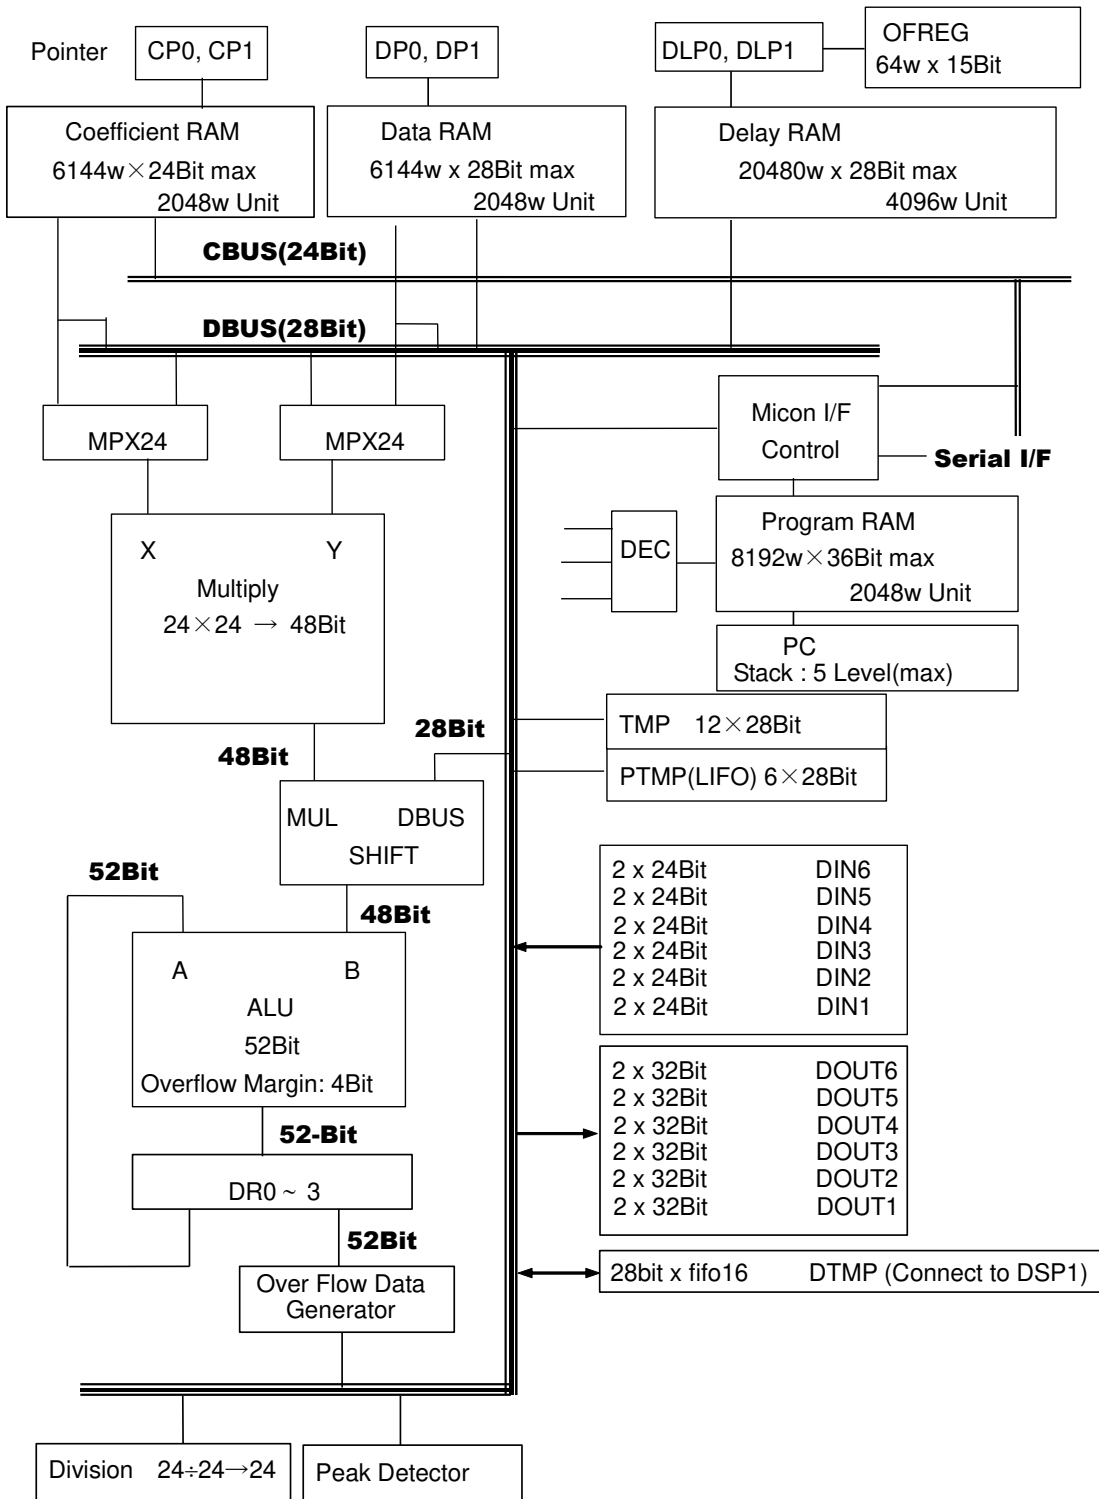 Pointer
CP0, CP1
DP0, DP1
DLP0, DLP1
OFREG
64w x 15Bit
Coefficient RAM
6144w×24Bit max
2048w Unit
Data RAM
6144w x 28Bit max
2048w Unit
Delay RAM
20480w x 28Bit max
4096w Unit
CBUS(24Bit)
DBUS(28Bit)
MPX24
MPX24
Micon I/F
Control
Serial I/F
X Y
Multiply
24×24 → 48Bit
DEC
Program RAM
8192w×36Bit max
2048w Unit
PC
Stack : 5 Level(max)
48Bit
28Bit
TMP 12×28Bit
PTMP(LIFO) 6×28Bit
MUL DBUS
SHIFT
52Bit
48Bit
A B
ALU
52Bit
Overflow Margin: 4Bit
2 x 24Bit DIN6
2 x 24Bit DIN5
2 x 24Bit DIN4
2 x 24Bit DIN3
2 x 24Bit DIN2
2 x 24Bit DIN1
2 x 32Bit DOUT6
2 x 32Bit DOUT5
2 x 32Bit DOUT4
2 x 32Bit DOUT3
2 x 32Bit DOUT2
2 x 32Bit DOUT1
52-Bit
DR0 ~ 3
52Bit
Over Flow Data
Generator
28bit x fifo16 DTMP (Connect to DSP1)
Division 24÷24→24
Peak Detector